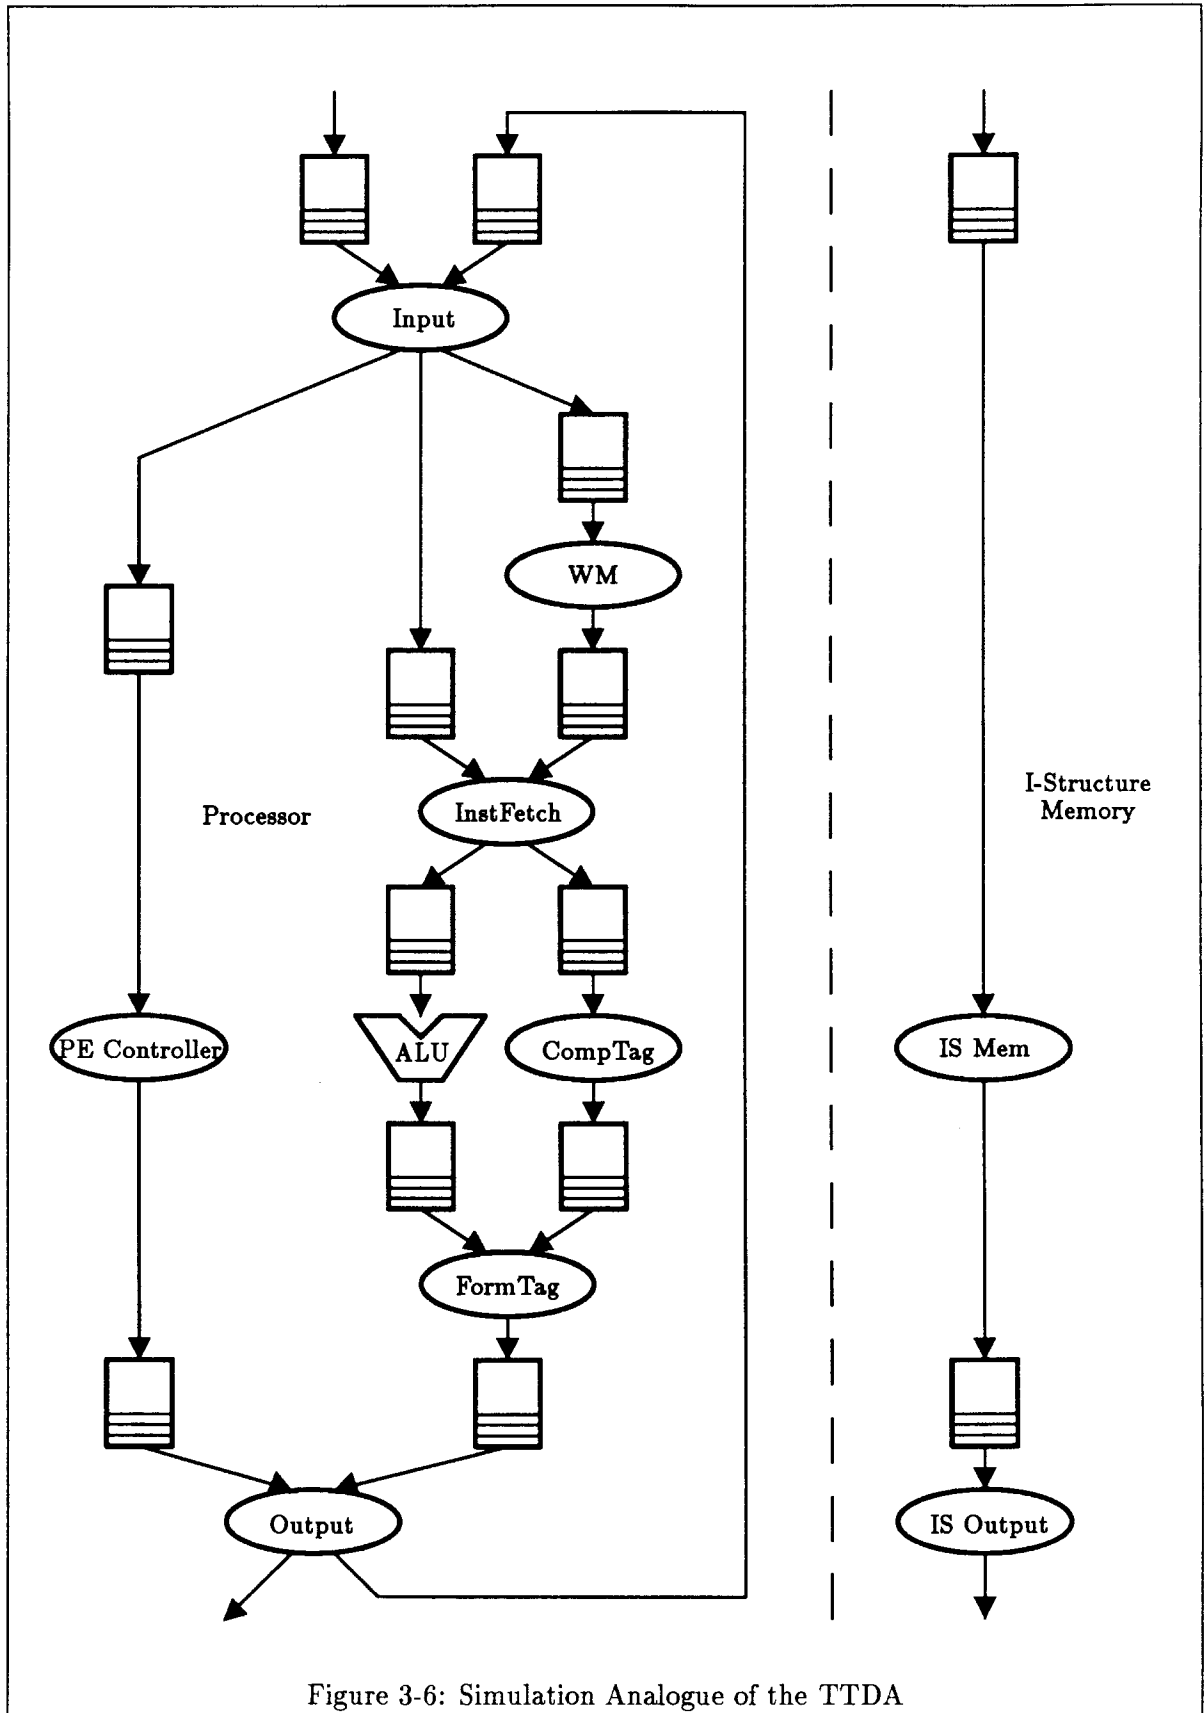 Input
WM
Processor
InstFetch
I-Structure
Memory
PE Controller
ALU
CompTag
IS Mem
FormTag
Output
IS Output
Figure 3-6: Simulation Analogue of the TTDA